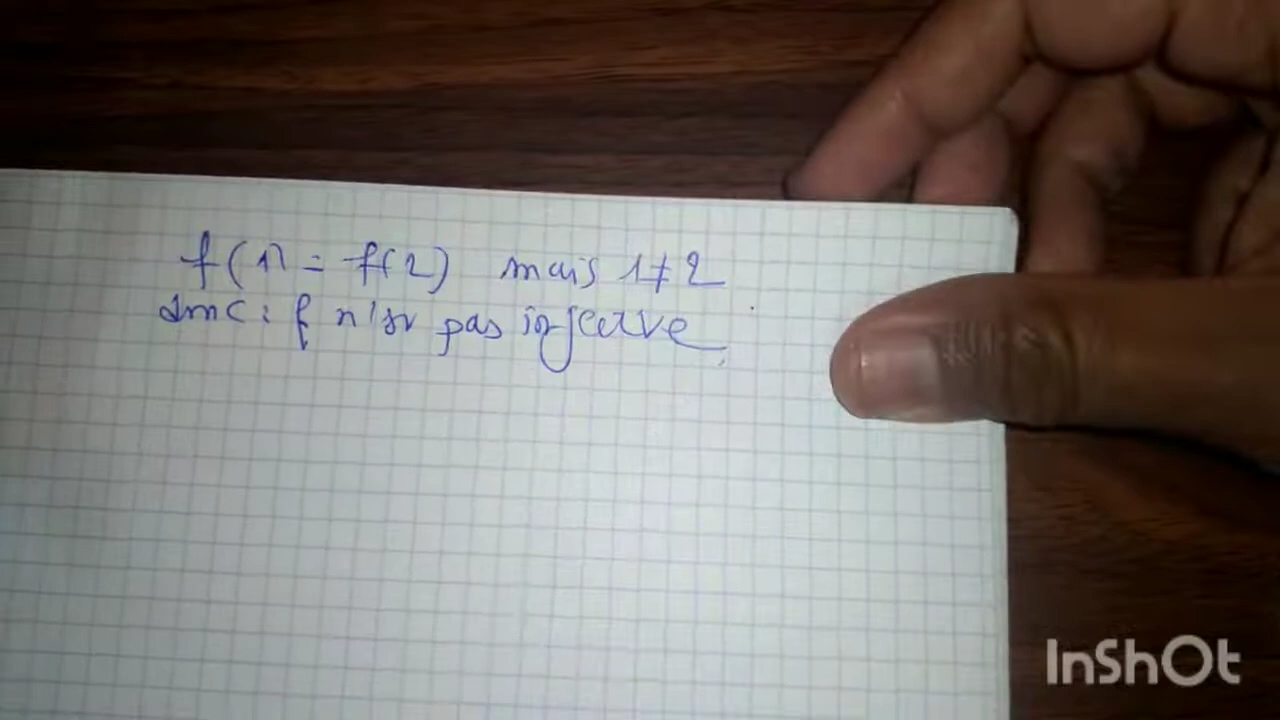 f(1) = f(2) mais 1≠2
donc : f n'est pas injective
InShOt